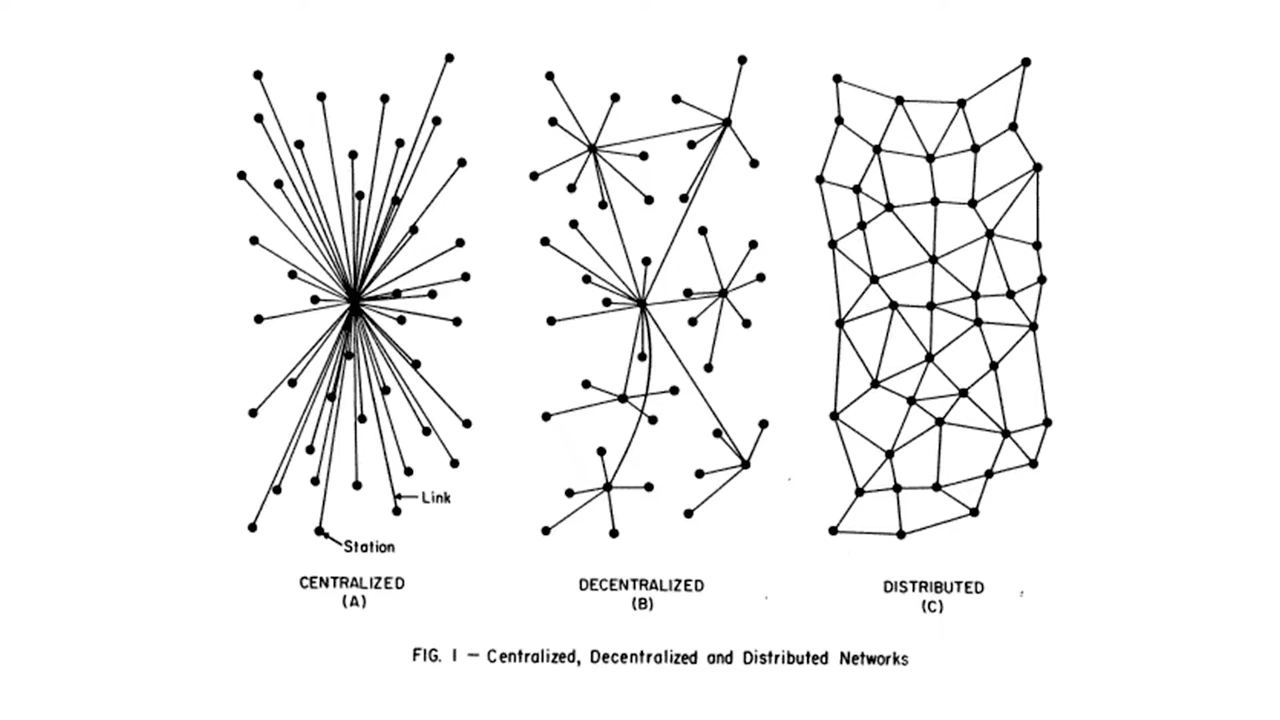 Link
Station
CENTRALIZED
(A)
DECENTRALIZED
(B)
DISTRIBUTED
(C)
FIG. I – Centralized, Decentralized and Distributed Networks